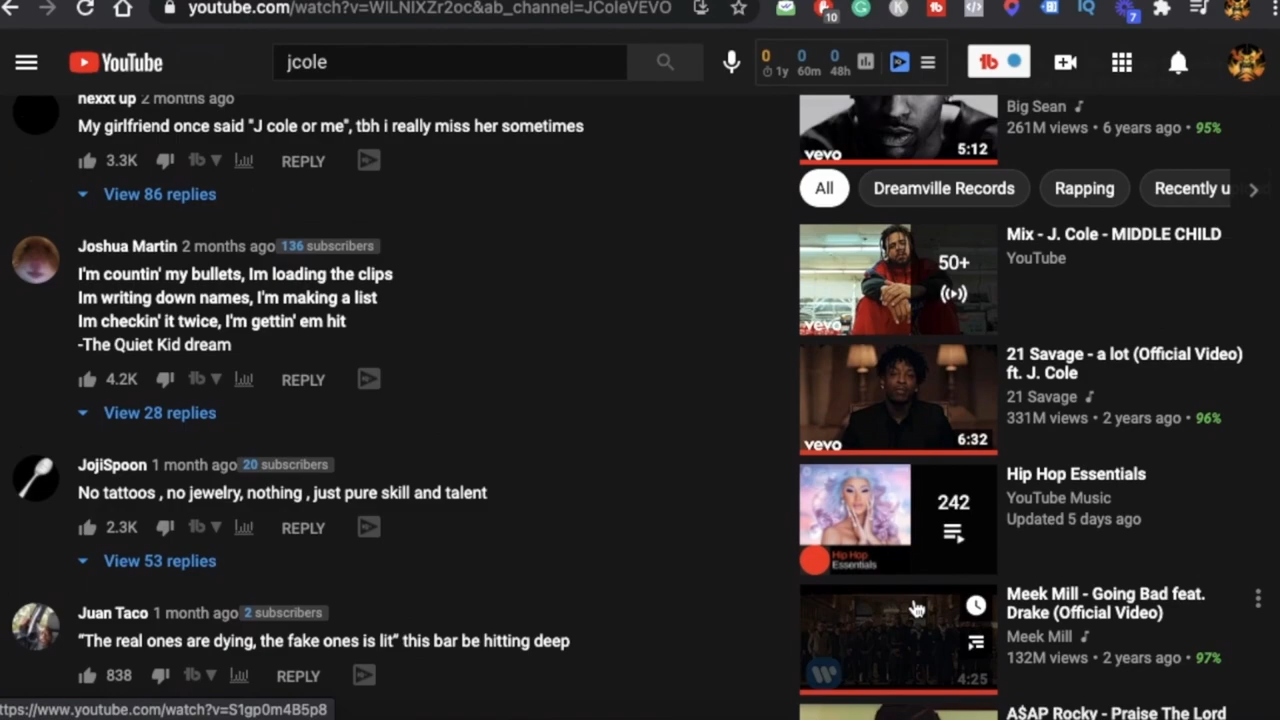 youtube.com/watch?v=WILNIXZr2oc&ab_channel=JColeVEVO
10
7
YouTube
jcole
0 0 0
1y 60m 48h
nexxt up 2 months ago
My girlfriend once said "J cole or me", tbh i really miss her sometimes
3.3K REPLY
View 86 replies
Joshua Martin 2 months ago 136 subscribers
I'm countin' my bullets, Im loading the clips
Im writing down names, I'm making a list
Im checkin' it twice, I'm gettin' em hit
-The Quiet Kid dream
4.2K REPLY
View 28 replies
JojiSpoon 1 month ago 20 subscribers
No tattoos , no jewelry, nothing , just pure skill and talent
2.3K REPLY
View 53 replies
Juan Taco 1 month ago 2 subscribers
“The real ones are dying, the fake ones is lit” this bar be hitting deep
838 REPLY
ttps://www.youtube.com/watch?v=S1gp0m4B5p8
Big Sean
261M views • 6 years ago • 95%
vevo 5:12
All Dreamville Records Rapping Recently u
Mix - J. Cole - MIDDLE CHILD
YouTube
50+
vevo
21 Savage - a lot (Official Video)
ft. J. Cole
21 Savage
331M views • 2 years ago • 96%
vevo 6:32
Hip Hop Essentials
YouTube Music
Updated 5 days ago
242
Hip Hop
Essentials
Meek Mill - Going Bad feat.
Drake (Official Video)
Meek Mill
132M views • 2 years ago • 97%
4:25
A$AP Rocky - Praise The Lord